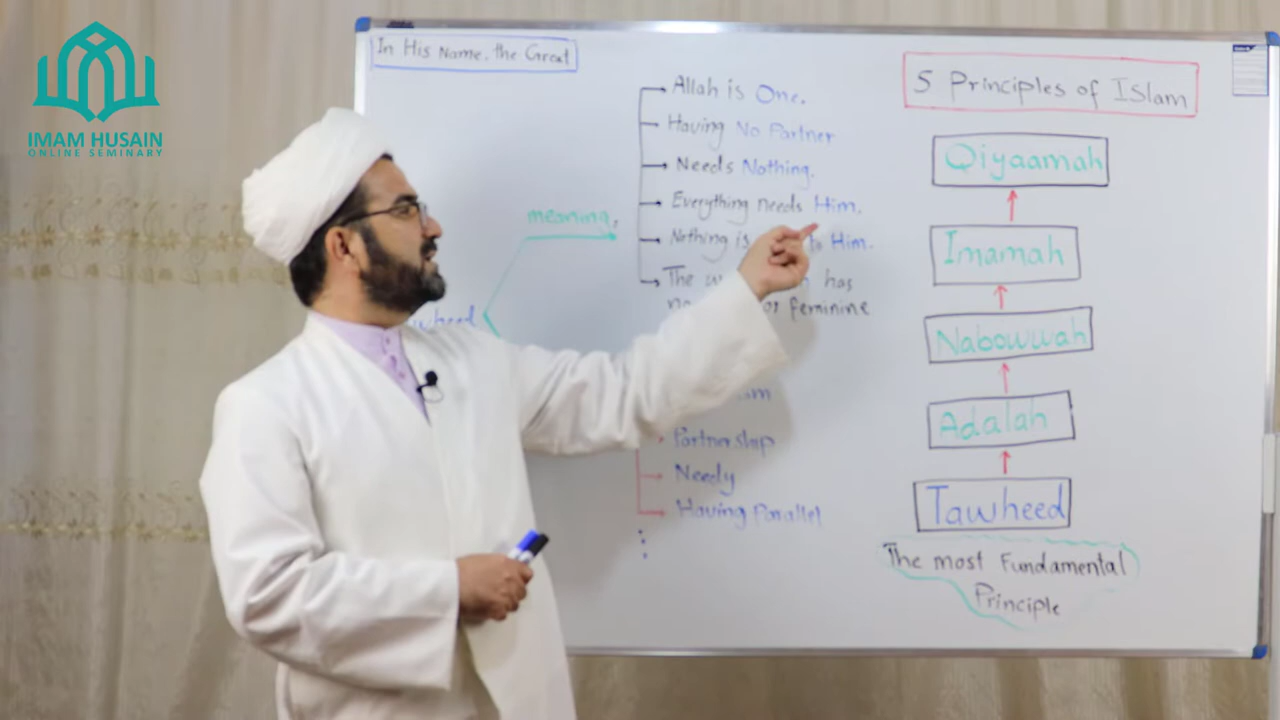 IMAM HUSAIN
ONLINE SEMINARY
In His Name, the Great
meaning,
Allah is One.
Having No Partner
Needs Nothing.
Everything needs Him.
Nothing is to Him.
The has
or feminine
Partnership
Needy
Having Parallel
5 Principles of ISlam
Qiyaamah
Imamah
Nabowwah
Adalah
Tawheed
The most Fundamental
Principle